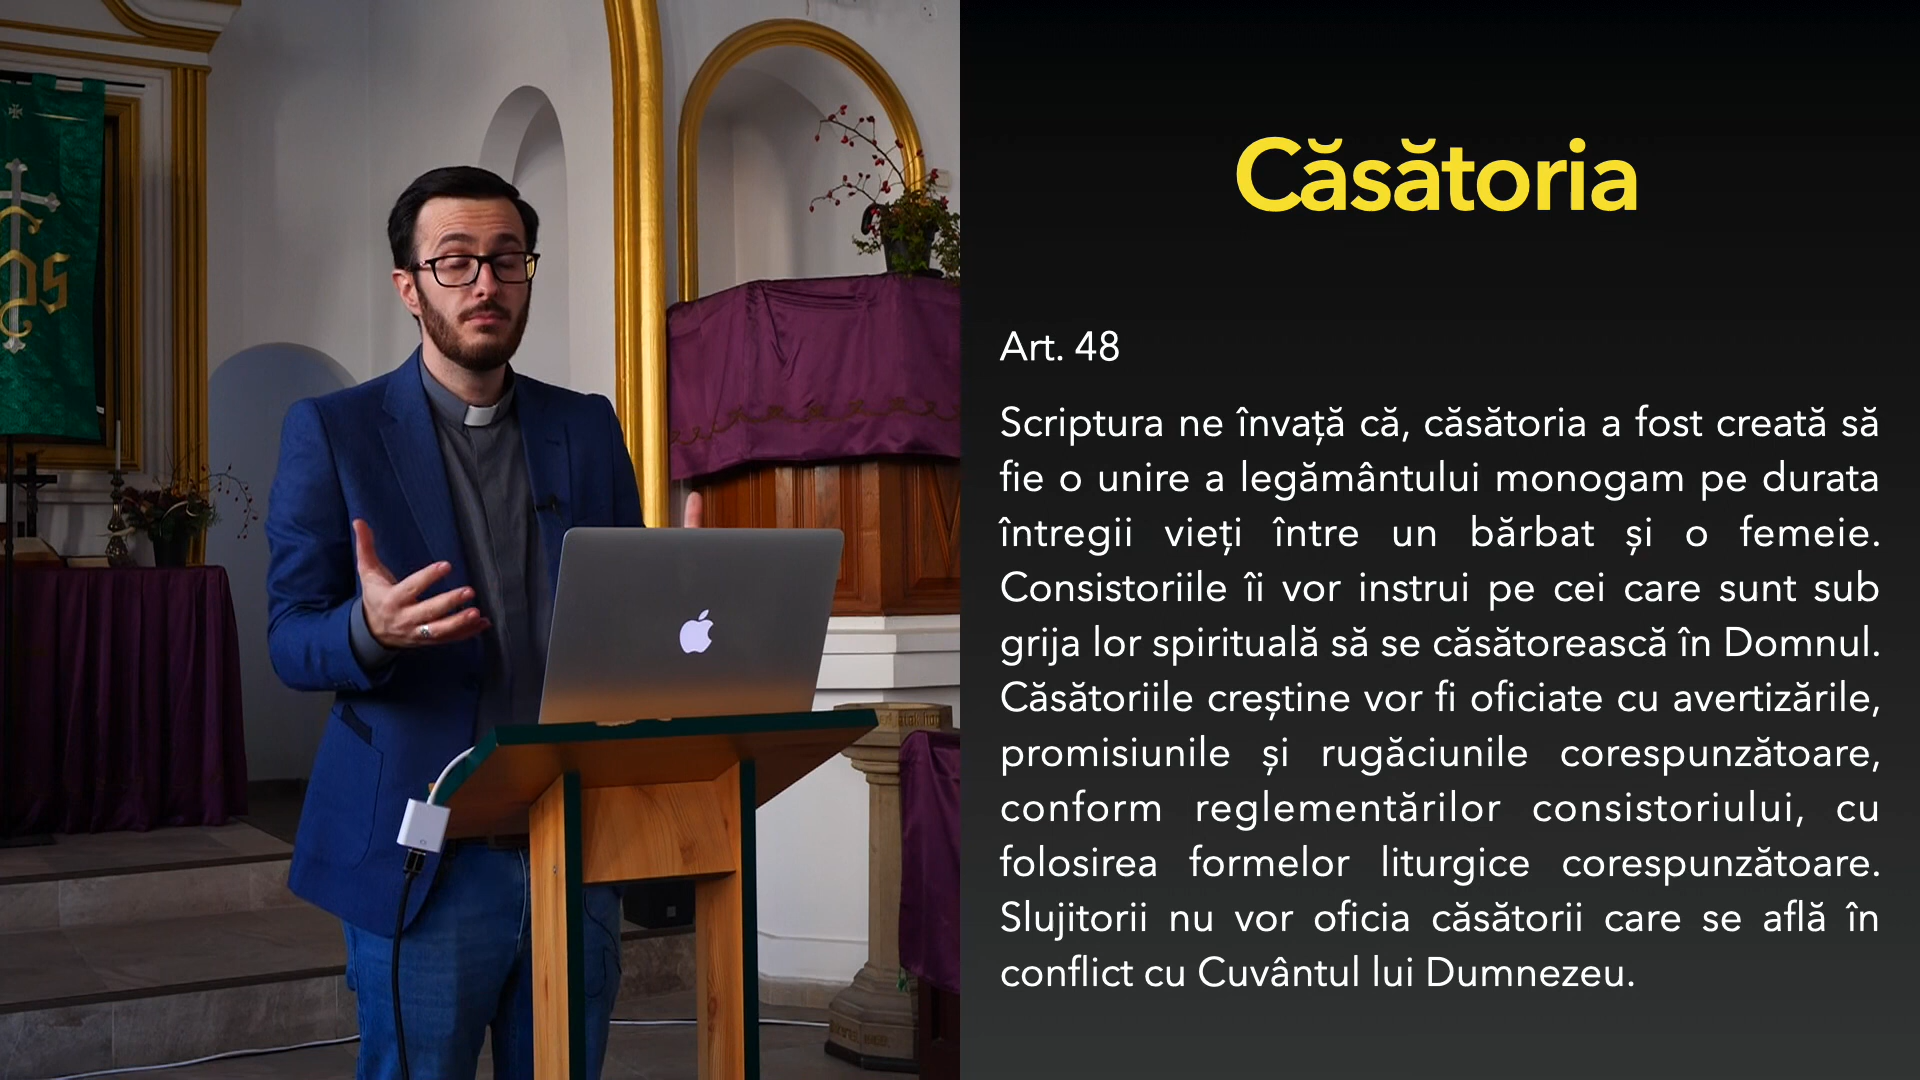 Căsătoria
Art. 48
Scriptura ne învață că, căsătoria a fost creată să
fie o unire a legământului monogam pe durata
întregii vieți între un bărbat și o femeie.
Consistoriile îi vor instrui pe cei care sunt sub
grija lor spirituală să se căsătorească în Domnul.
Căsătoriile creștine vor fi oficiate cu avertizările,
promisiunile și rugăciunile corespunzătoare,
conform reglementărilor consistoriului, cu
folosirea formelor liturgice corespunzătoare.
Slujitorii nu vor oficia căsătorii care se află în
conflict cu Cuvântul lui Dumnezeu.